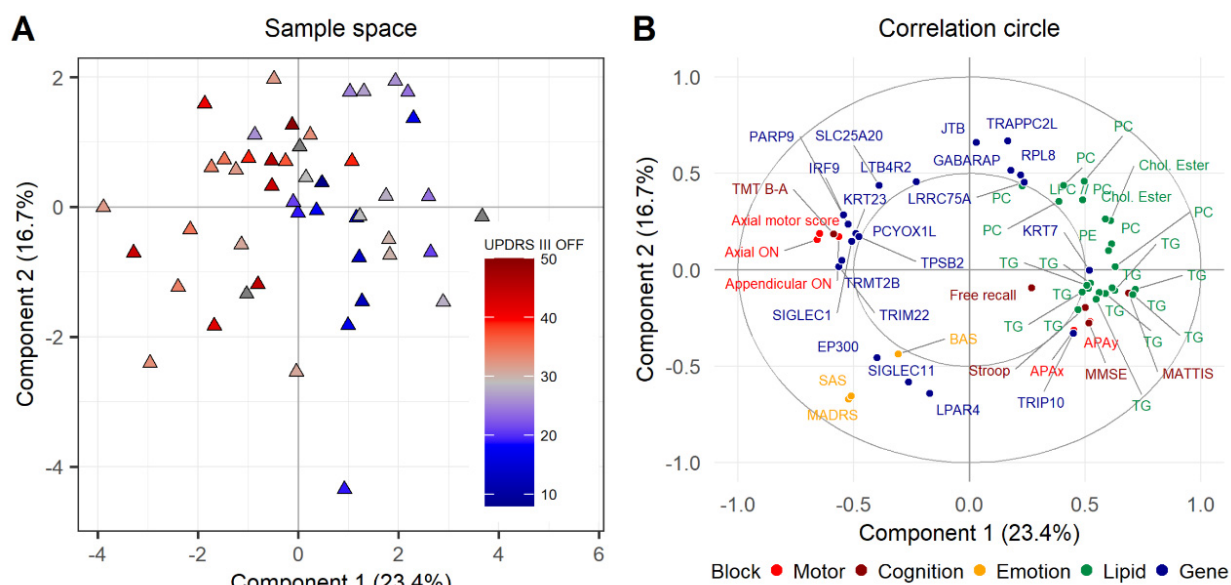 A
Sample space
2
0
-2
-4
Component 2 (16.7%)
-4
-2
0
2
4
6
Component 1 (23.4%)
UPDRS III OFF
50
40
30
20
10
B
Correlation circle
1.0
0.5
0.0
-0.5
-1.0
Component 2 (16.7%)
PARP9
SLC25A20
JTB
TRAPPC2L
PC
IRF9
LTB4R2
GABARAP
RPL8
PC
Chol. Ester
TMT B-A
KRT23
LRRC75A
PC
LPC
PC
Chol. Ester
PC
Axial motor score
PCYOX1L
PC
KRT7
PE
PC
TG
Axial ON
TPSB2
TG
TG
TG
TG
Appendicular ON
TRMT2B
Free recall
TG
TG
SIGLEC1
TRIM22
TG
TG
TG
TG
EP300
BAS
APAy
SIGLEC11
Stroop
APAx
MMSE
MATTIS
SAS
TRIP10
TG
MADRS
LPAR4
-1.0
-0.5
0.0
0.5
1.0
Component 1 (23.4%)
Block
Motor
Cognition
Emotion
Lipid
Gene